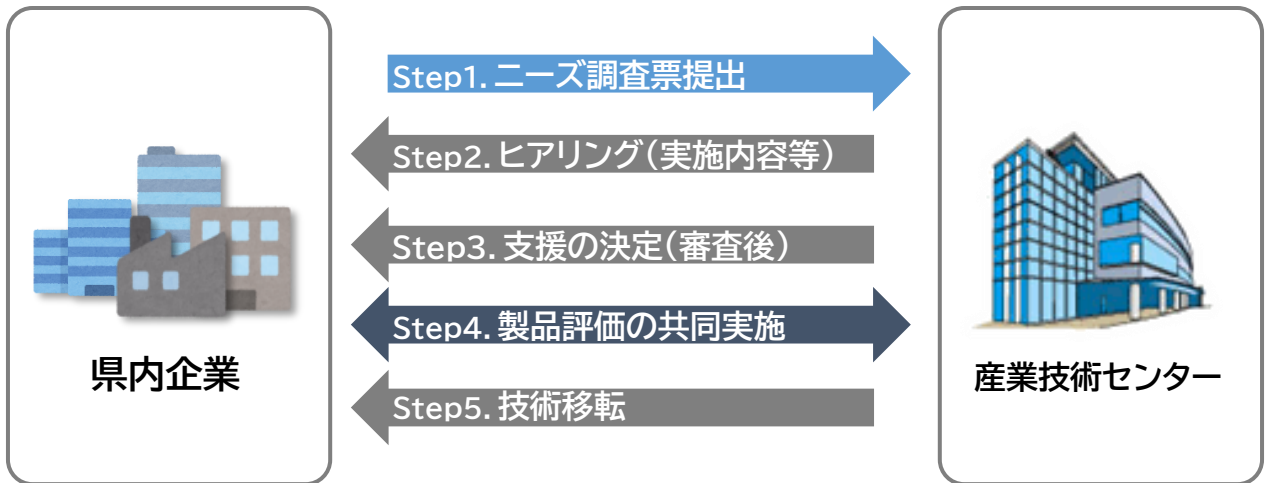 Step1.ニーズ調査票提出
Step2.ヒアリング(実施内容等)
Step3.支援の決定(審査後)
Step4.製品評価の共同実施
Step5.技術移転
県内企業
産業技術センター